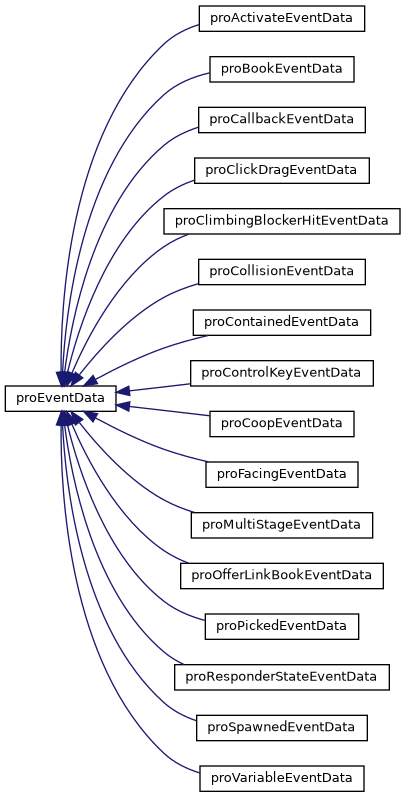 proActivateEventData
proBookEventData
proCallbackEventData
proClickDragEventData
proClimbingBlockerHitEventData
proCollisionEventData
proContainedEventData
proControlKeyEventData
proEventData
proCoopEventData
proFacingEventData
proMultiStageEventData
proOfferLinkBookEventData
proPickedEventData
proResponderStateEventData
proSpawnedEventData
proVariableEventData